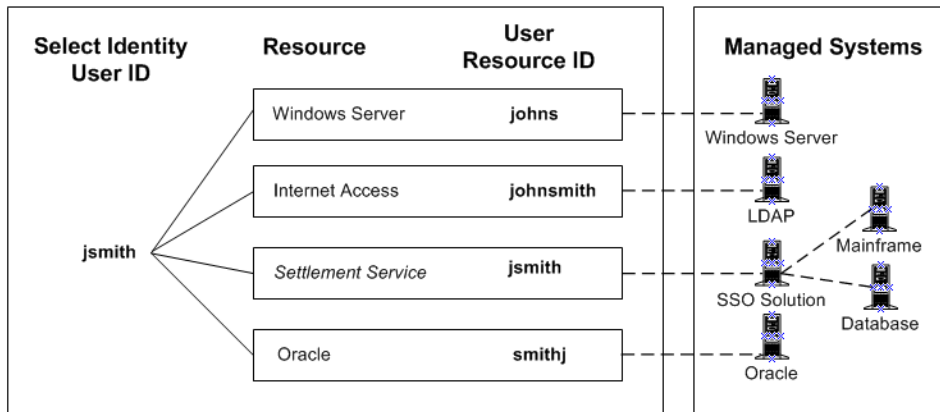 Select Identity
User ID
Resource
User
Resource ID
Managed Systems
Windows Server
johns
Windows Server
Internet Access
johnsmith
LDAP
Mainframe
jsmith
Settlement Service
jsmith
SSO Solution
Database
Oracle
smithj
Oracle